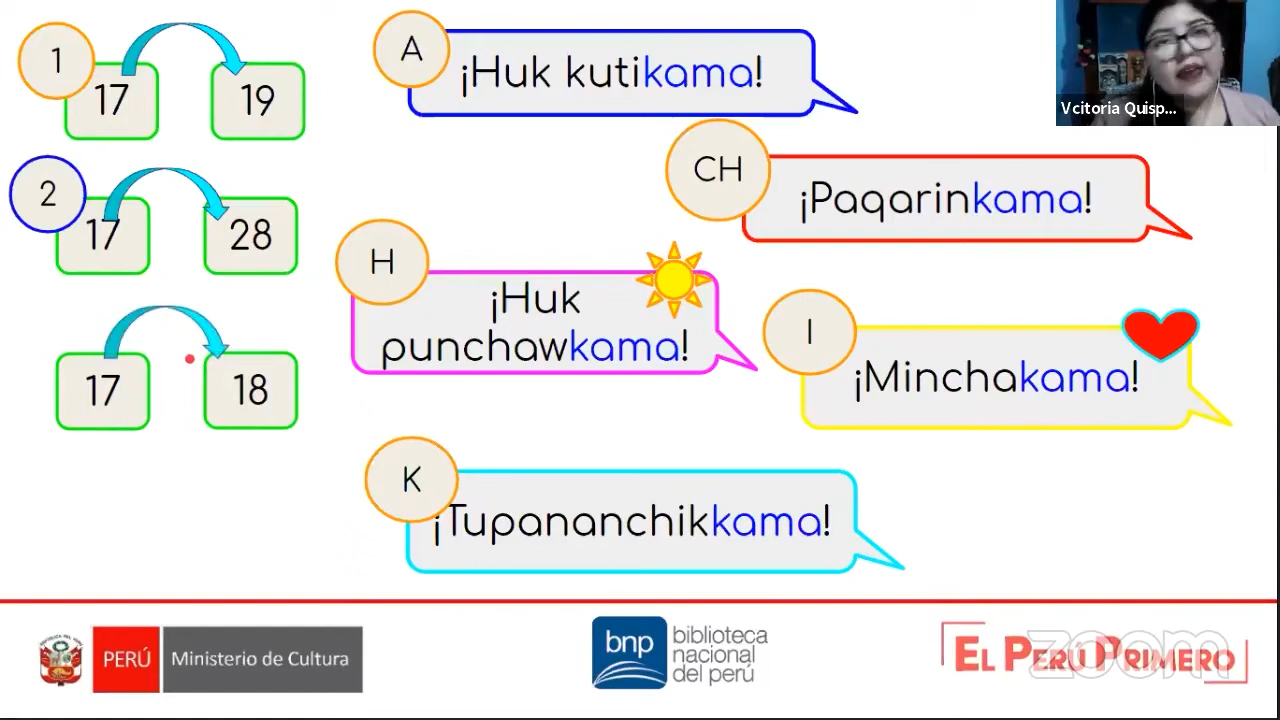 1
17
19
2
17
28
17
18
A
¡Huk kutikama!
CH
¡Paqarinkama!
H
¡Huk
punchawkama!
I
¡Minchakama!
K
¡Tupananchikkama!
Vcitoria Quisp...
PERÚ
Ministerio de Cultura
bnp
biblioteca
nacional
del perú
EL PERÚ PRIMERO
zoom